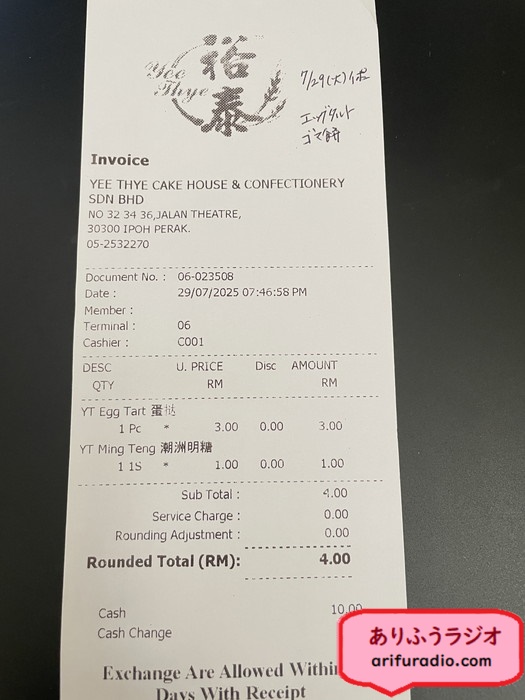 Yee Thye
裕泰
7/29(火)イポー
エッグタルト
ゴマ餅
Invoice
YEE THYE CAKE HOUSE & CONFECTIONERY
SDN BHD
NO 32 34 36,JALAN THEATRE,
30300 IPOH PERAK.
05-2532270
Document No. : 06-023508
Date : 29/07/2025 07:46:58 PM
Member :
Terminal : 06
Cashier : C001
DESC U. PRICE Disc AMOUNT
QTY RM RM
YT Egg Tart 蛋挞
1 Pc * 3.00 0.00 3.00
YT Ming Teng 潮洲明糖
1 1S * 1.00 0.00 1.00
Sub Total : 4.00
Service Charge : 0.00
Rounding Adjustment : 0.00
Rounded Total (RM): 4.00
Cash 10.00
Cash Change
Exchange Are Allowed Within
Days With Receipt
ありふうラジオ
arifuradio.com